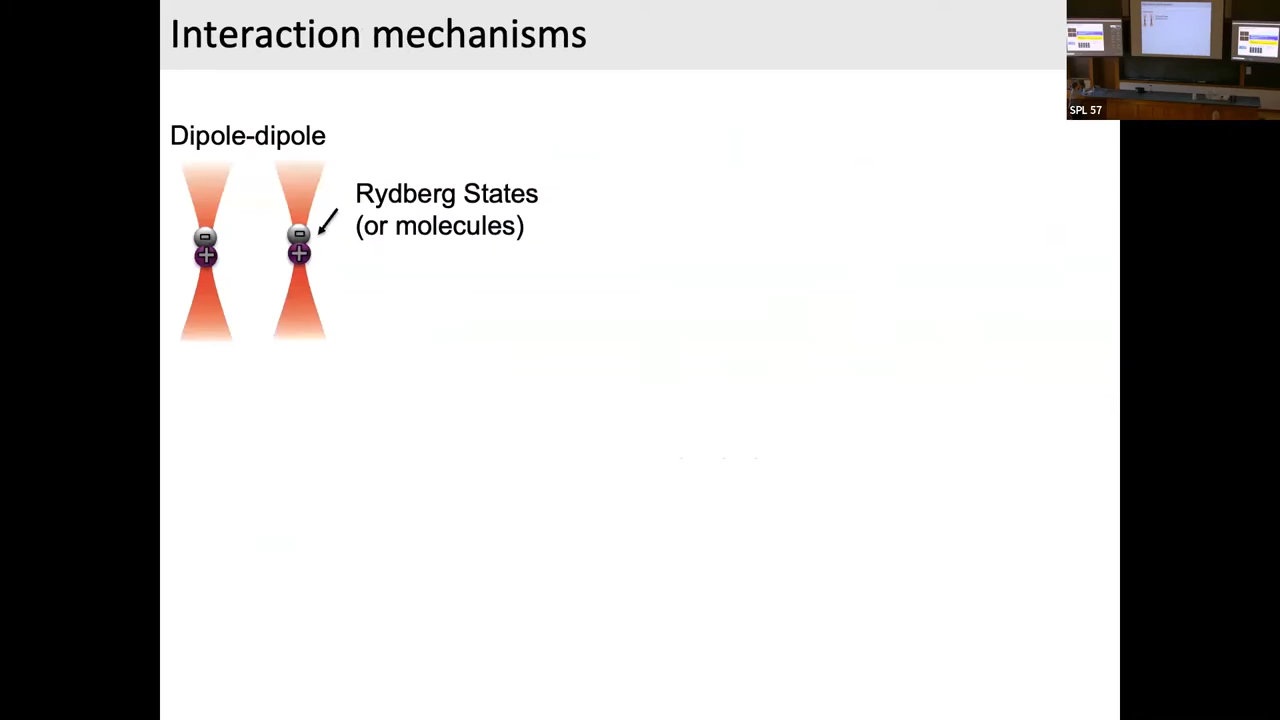 Interaction mechanisms
SPL 57
Dipole-dipole
Rydberg States
(or molecules)